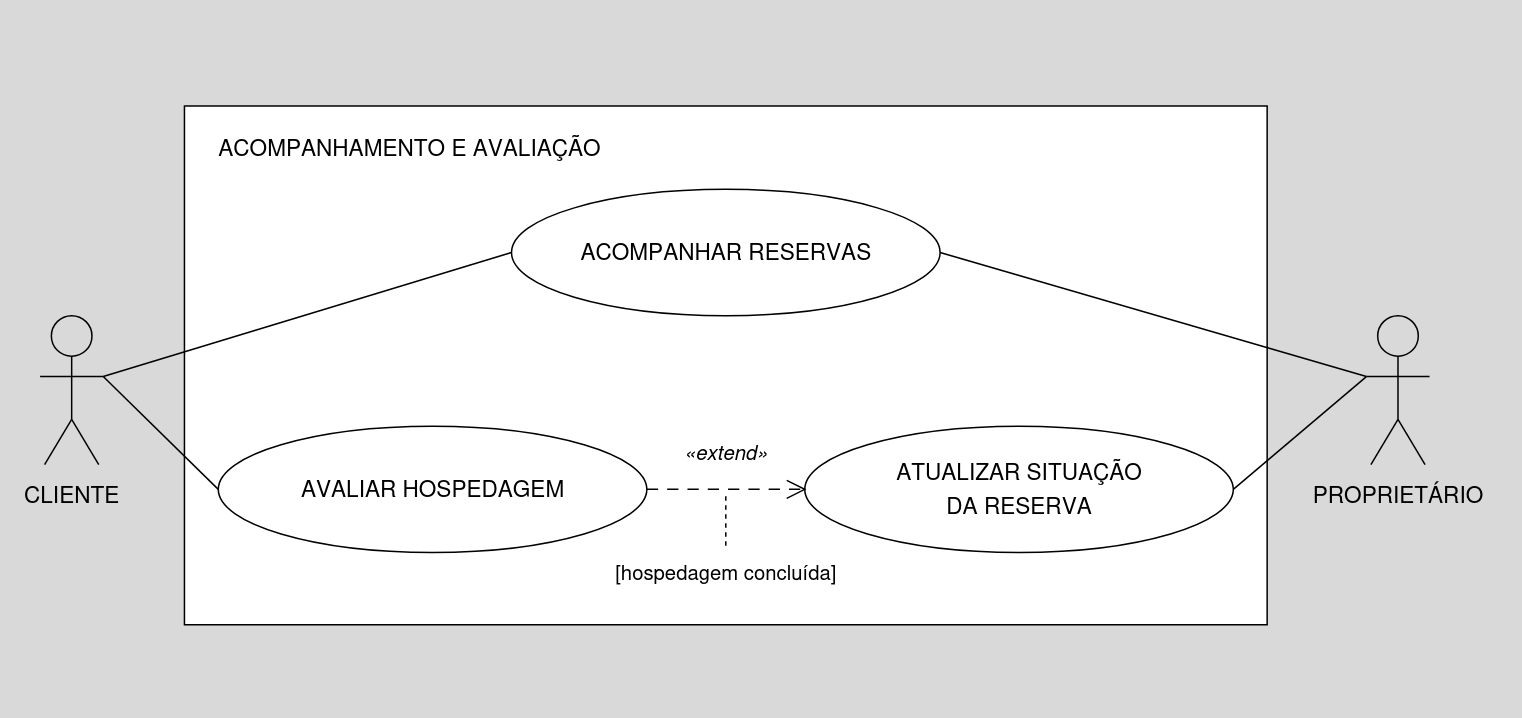 ACOMPANHAMENTO E AVALIAÇÃO
ACOMPANHAR RESERVAS
CLIENTE
AVALIAR HOSPEDAGEM
«extend»
[hospedagem concluída]
ATUALIZAR SITUAÇÃO
DA RESERVA
PROPRIETÁRIO